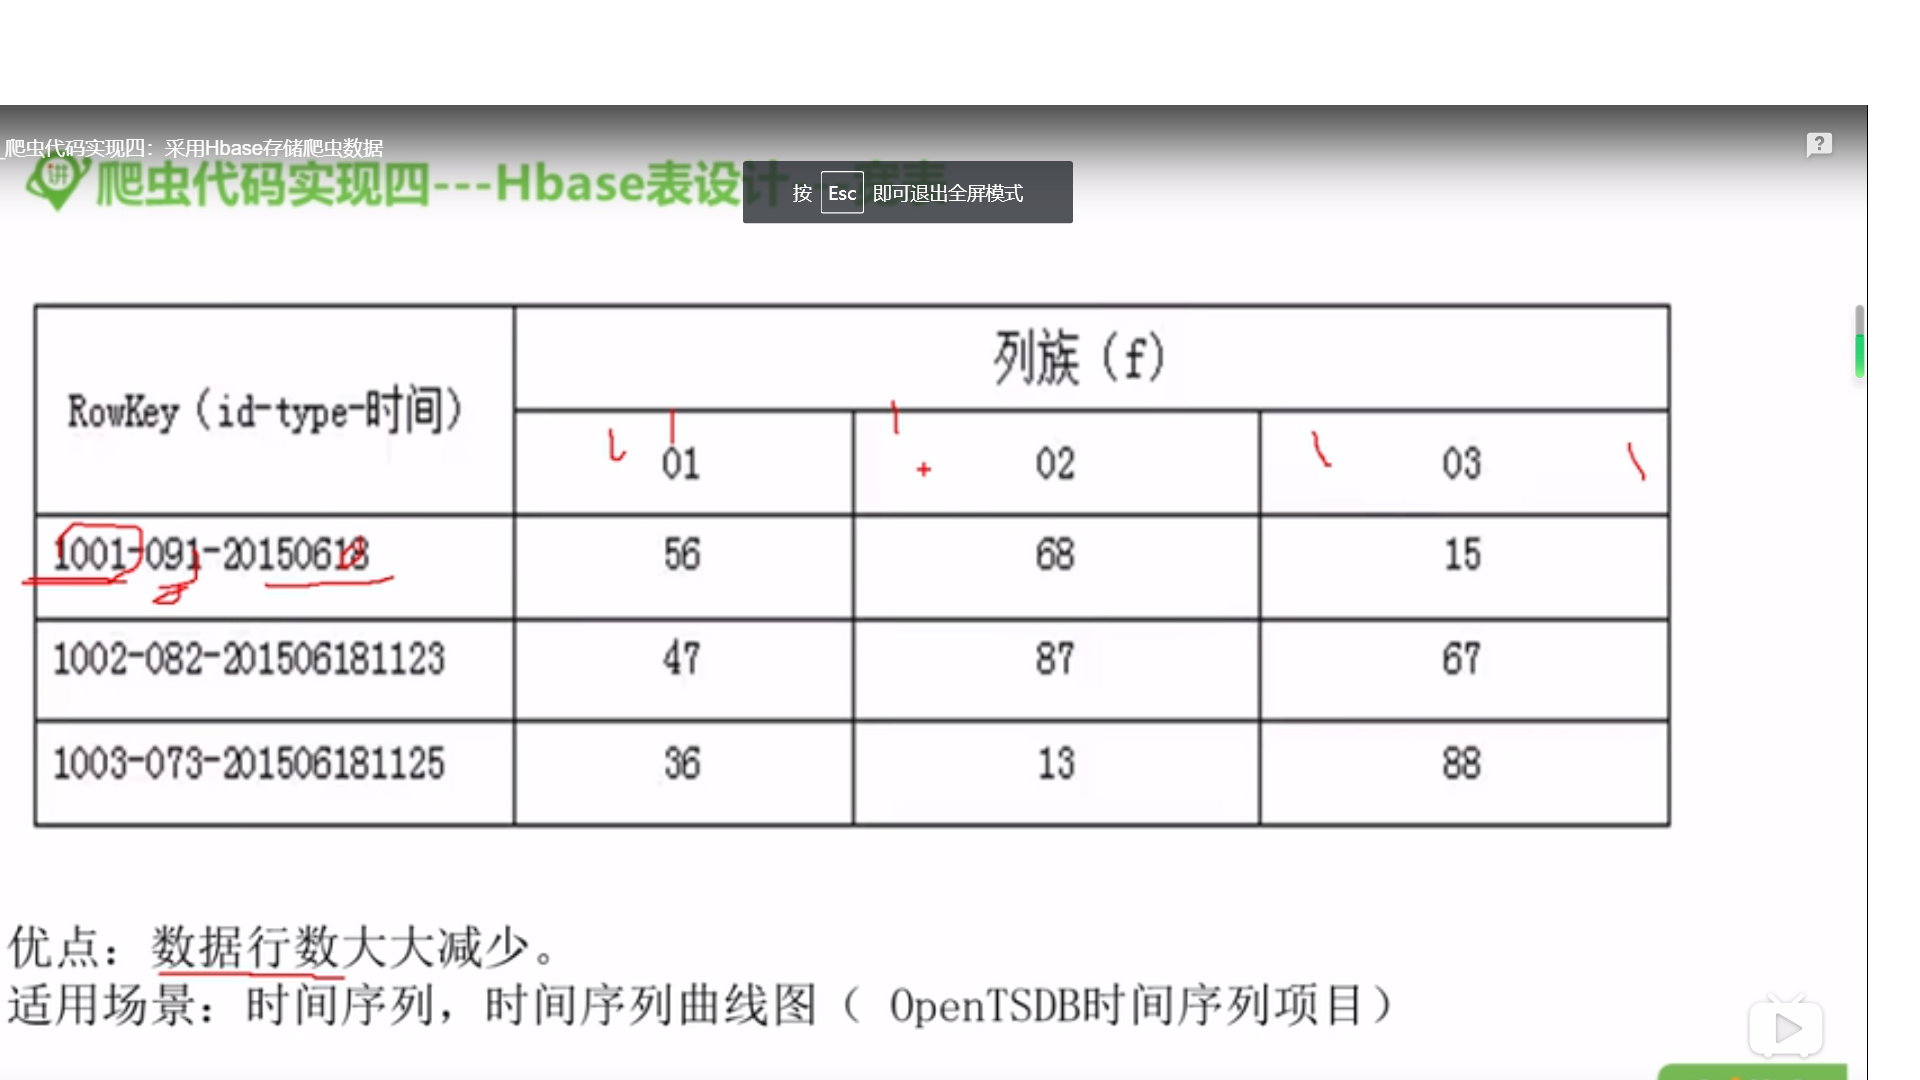 _爬虫代码实现四：采用Hbase存储爬虫数据
爬虫代码实现四---Hbase表设计
按 Esc 即可退出全屏模式
RowKey（id-type-时间） 列族（f）
01 02 03
1001-091-20150618 56 68 15
1002-082-201506181123 47 87 67
1003-073-201506181125 36 13 88
优点：数据行数大大减少。
适用场景：时间序列，时间序列曲线图（ OpenTSDB时间序列项目）